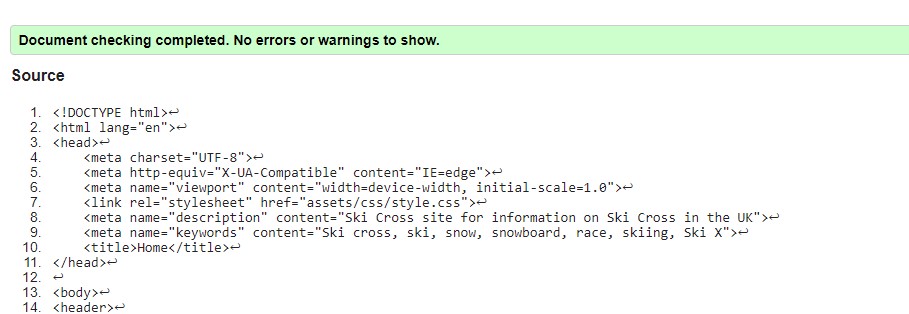 Document checking completed. No errors or warnings to show.
Source
1. <!DOCTYPE html>↩
2. <html lang="en">↩
3. <head>↩
4.     <meta charset="UTF-8">↩
5.     <meta http-equiv="X-UA-Compatible" content="IE=edge">↩
6.     <meta name="viewport" content="width=device-width, initial-scale=1.0">↩
7.     <link rel="stylesheet" href="assets/css/style.css">↩
8.     <meta name="description" content="Ski Cross site for information on Ski Cross in the UK">↩
9.     <meta name="keywords" content="Ski cross, ski, snow, snowboard, race, skiing, Ski X">↩
10.     <title>Home</title>↩
11. </head>↩
12. ↩
13. <body>↩
14. <header>↩